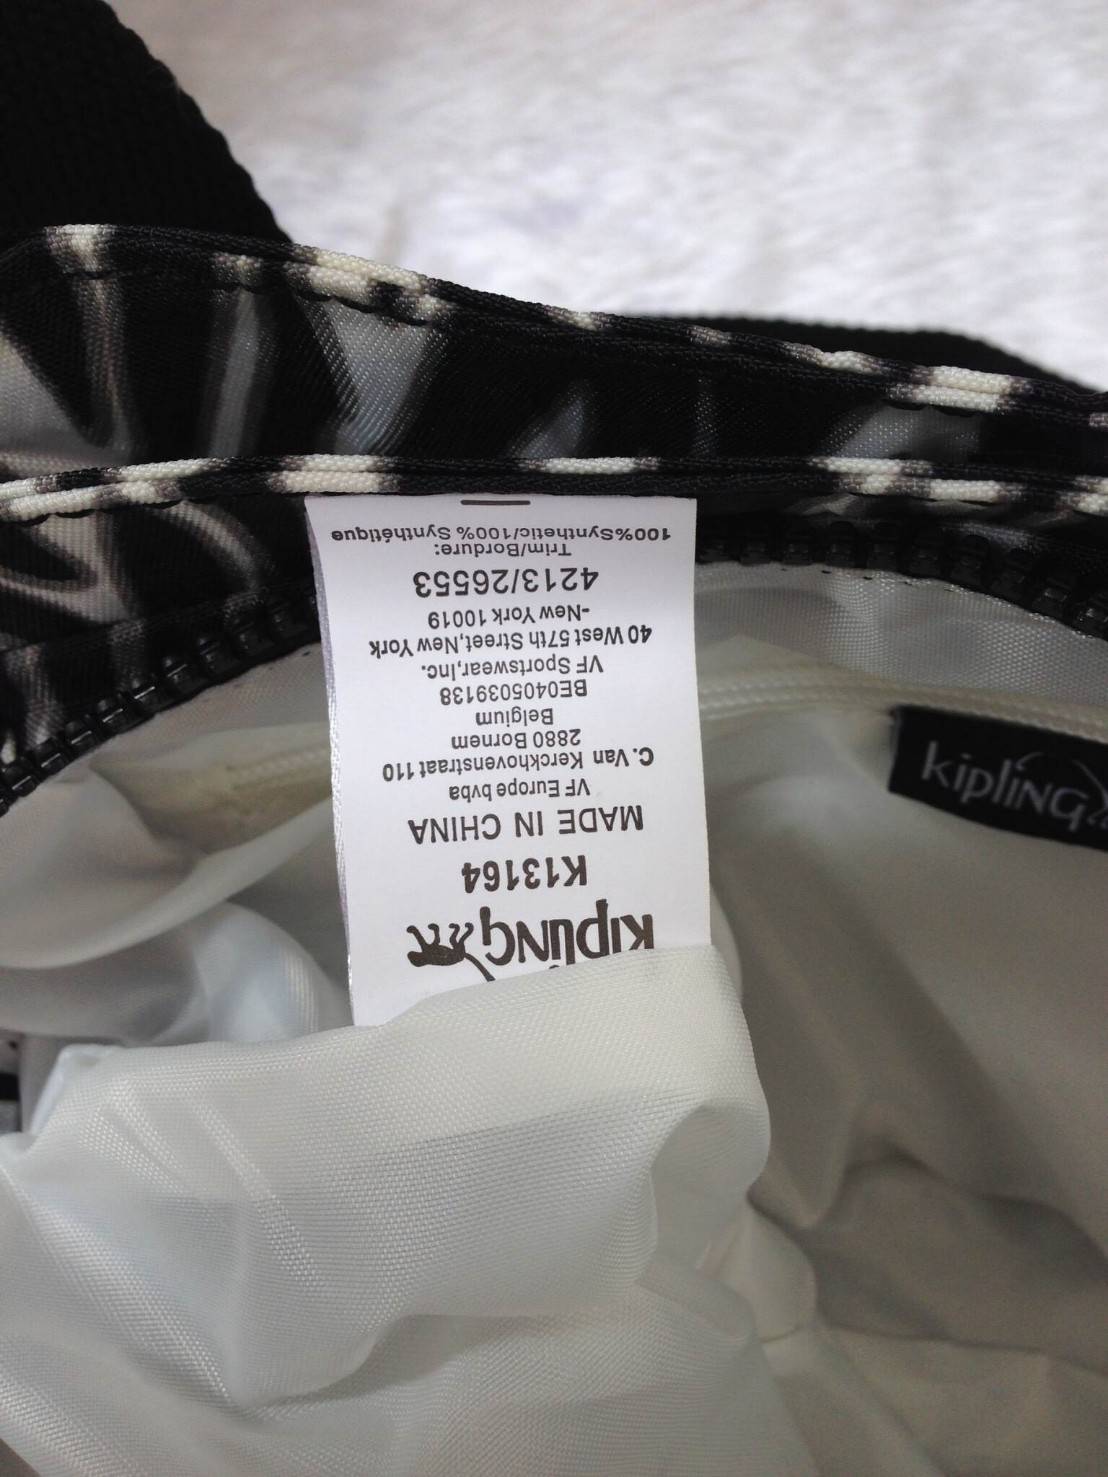 kipling
K13164
MADE IN CHINA
VF Europe bvba
C. Van Kerckhovenstraat 110
2880 Bornem
Belgium
BE0405039138
VF Sportswear,Inc.
40 West 57th Street,New York
-New York 10019
4213/26553
Trim/Bordure:
100%Synthetic/100% Synthétique
kipling